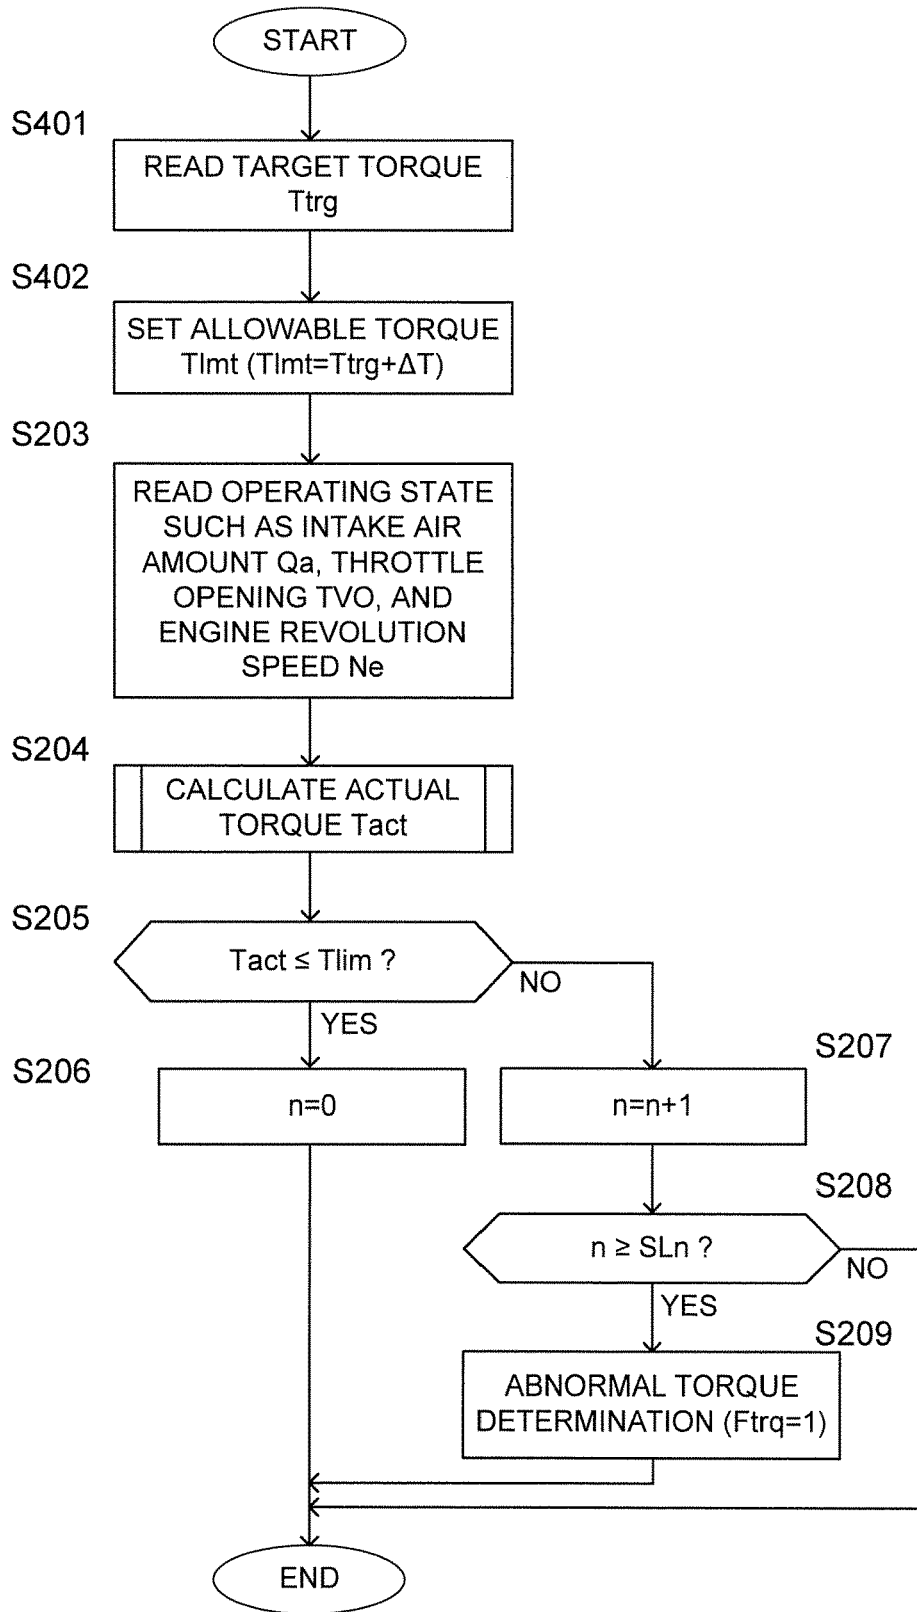 START
S401
READ TARGET TORQUE
Ttrg
S402
SET ALLOWABLE TORQUE
Tlmt (Tlmt=Ttrg+ΔT)
S203
READ OPERATING STATE
SUCH AS INTAKE AIR
AMOUNT Qa, THROTTLE
OPENING TVO, AND
ENGINE REVOLUTION
SPEED Ne
S204
CALCULATE ACTUAL
TORQUE Tact
S205
Tact ≤ Tlim ?
NO
YES
S206
n=0
S207
n=n+1
S208
n ≥ SLn ?
NO
YES
S209
ABNORMAL TORQUE
DETERMINATION (Ftrq=1)
END